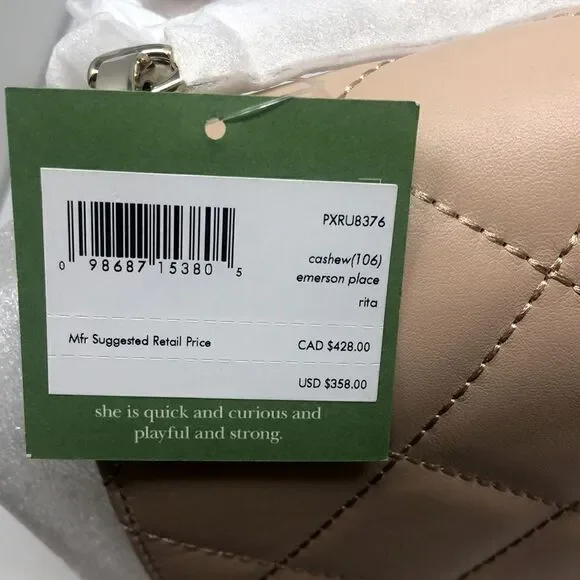 PXRU8376
0 98687 15380 5
cashew(106)
emerson place
rita
Mfr Suggested Retail Price CAD $428.00
USD $358.00
she is quick and curious and
playful and strong.